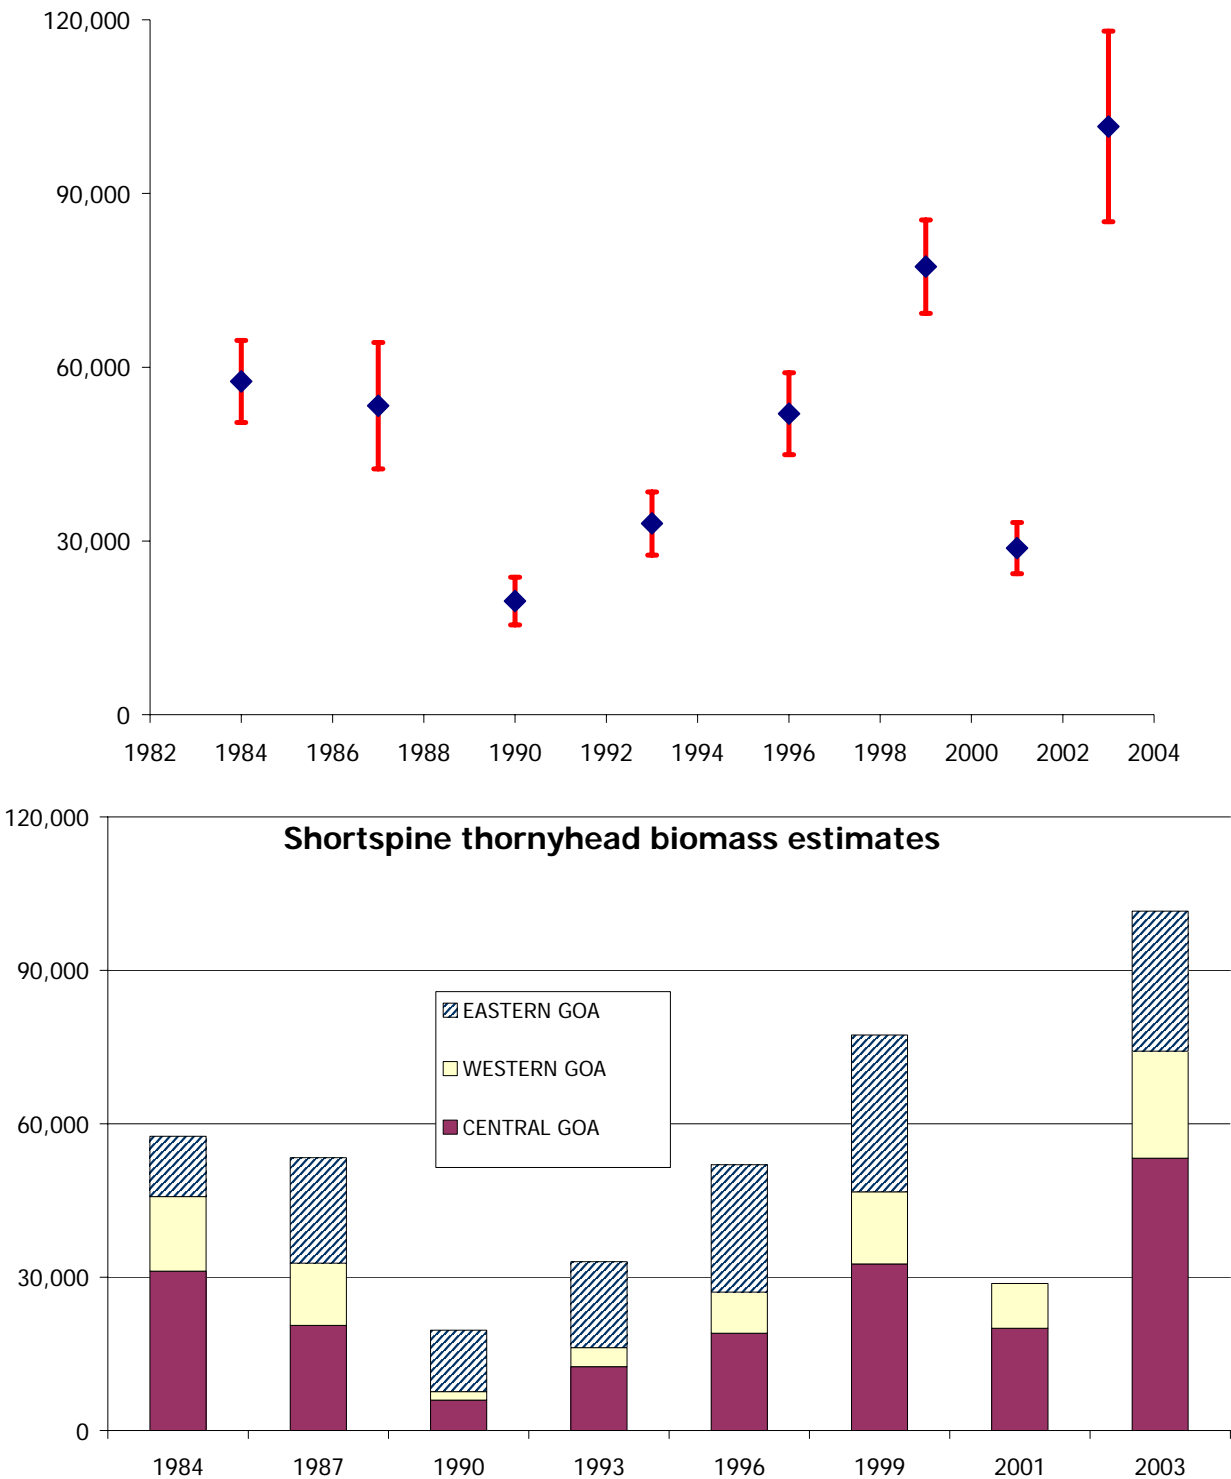 120,000
90,000
60,000
30,000
0
1982 1984 1986 1988 1990 1992 1994 1996 1998 2000 2002 2004
120,000
Shortspine thornyhead biomass estimates
90,000
EASTERN GOA
WESTERN GOA
60,000
CENTRAL GOA
30,000
0
1984 1987 1990 1993 1996 1999 2001 2003